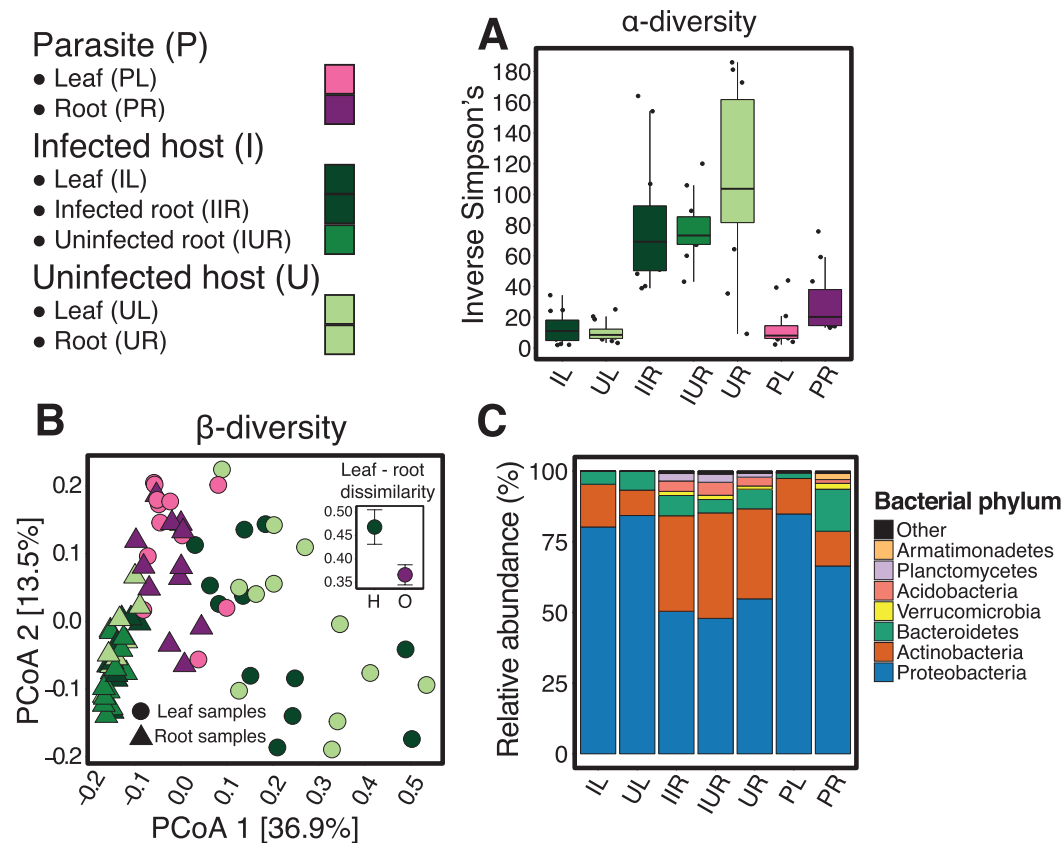 Parasite (P)
● Leaf (PL)
● Root (PR)
Infected host (I)
● Leaf (IL)
● Infected root (IIR)
● Uninfected root (IUR)
Uninfected host (U)
● Leaf (UL)
● Root (UR)
A
α-diversity
Inverse Simpson's
180
160
140
120
100
80
60
40
20
0
IL
UL
IIR
IUR
UR
PL
PR
B
β-diversity
PCoA 2 [13.5%]
0.2
0.1
0.0
−0.1
−0.2
Leaf - root
dissimilarity
0.50
0.45
0.40
0.35
H
O
Leaf samples
Root samples
−0.2
−0.1
0.0
0.1
0.2
0.3
0.4
0.5
PCoA 1 [36.9%]
C
Relative abundance (%)
100
75
50
25
0
IL
UL
IIR
IUR
UR
PL
PR
Bacterial phylum
Other
Armatimonadetes
Planctomycetes
Acidobacteria
Verrucomicrobia
Bacteroidetes
Actinobacteria
Proteobacteria